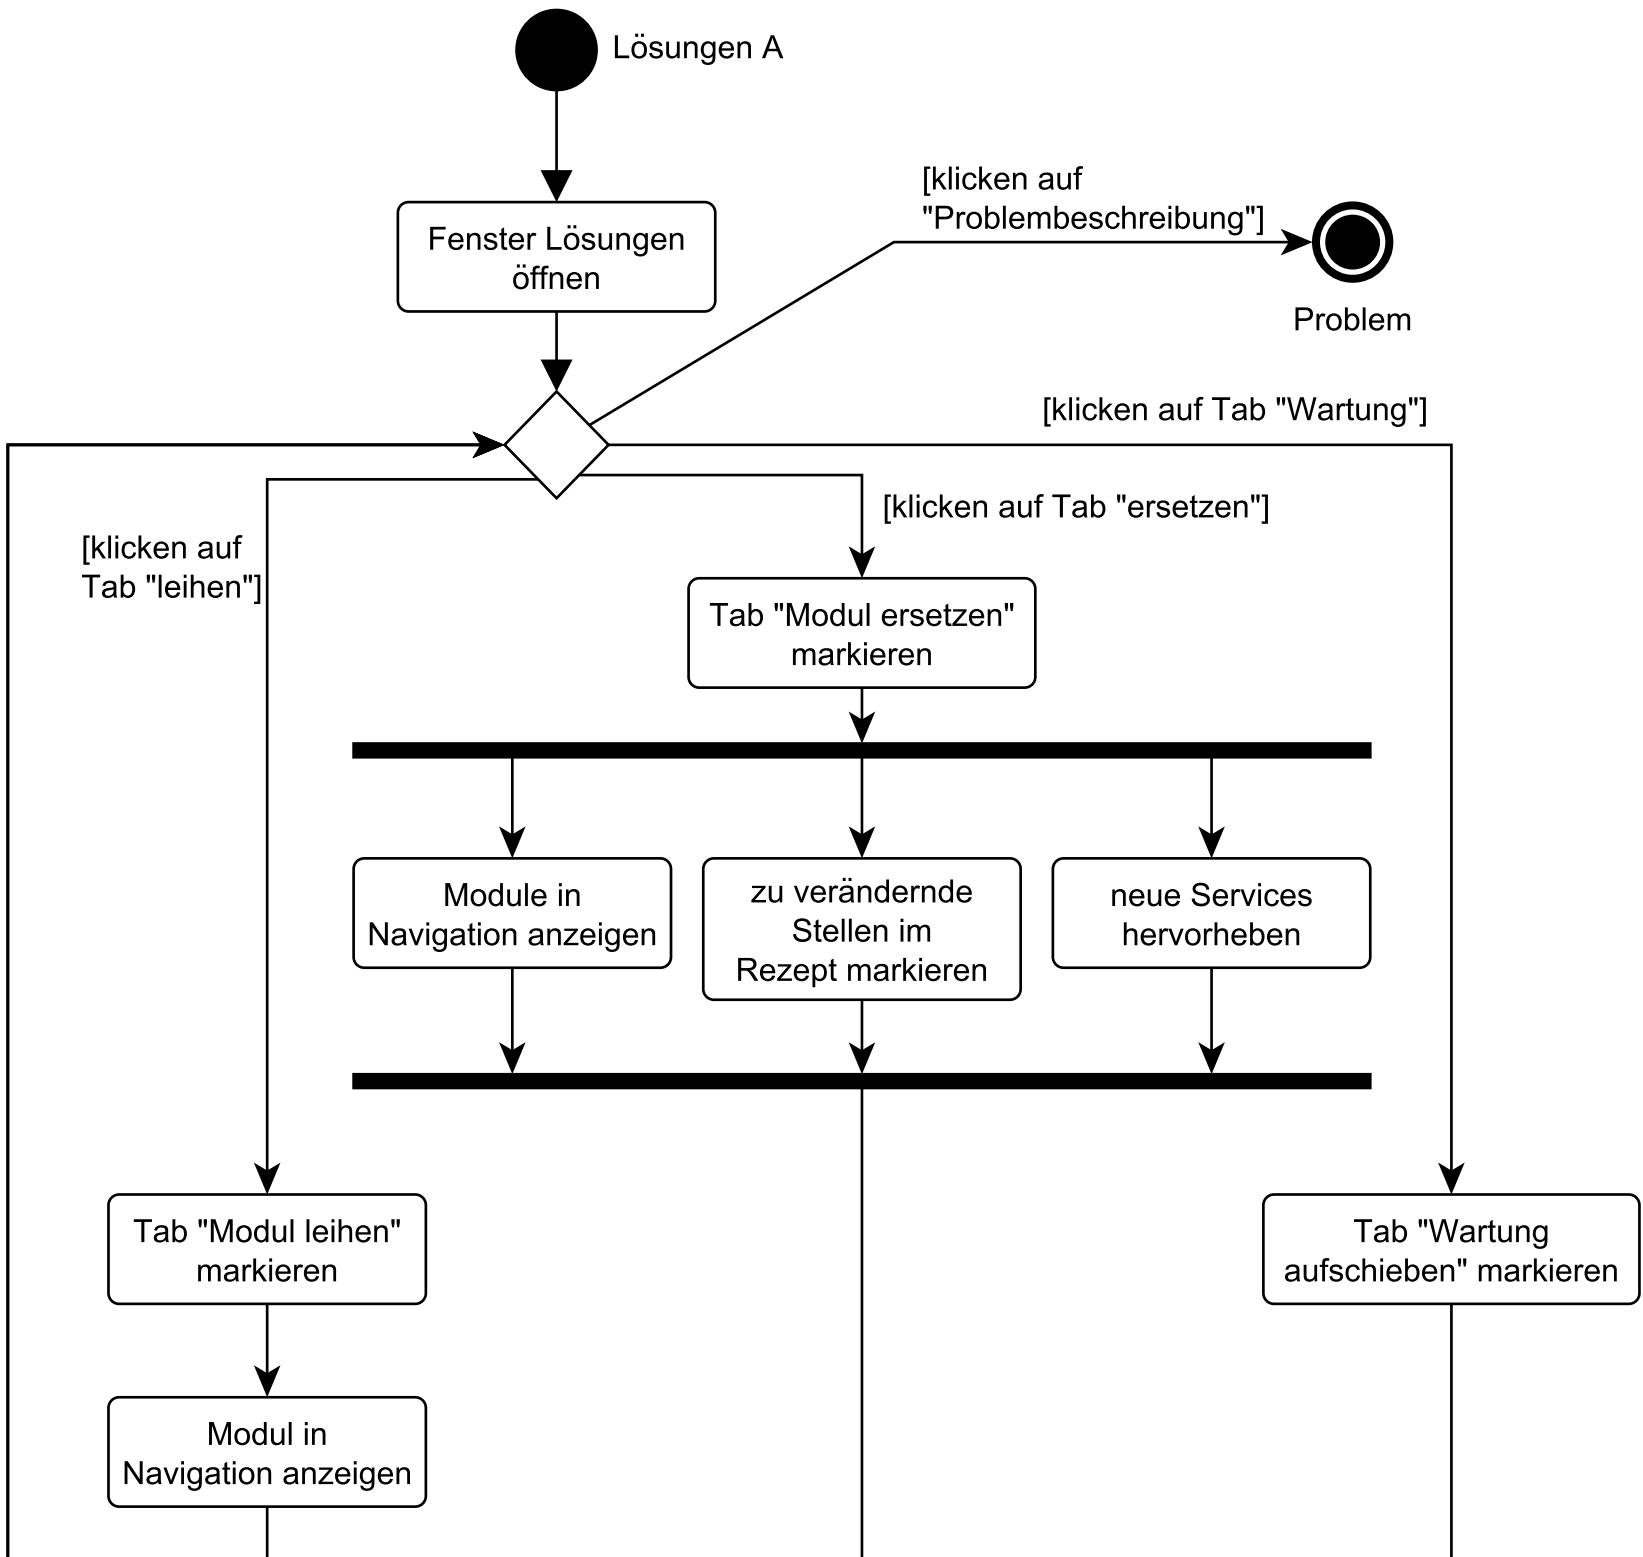 Lösungen A
[klicken auf
"Problembeschreibung"]
Fenster Lösungen
öffnen
Problem
[klicken auf Tab "Wartung"]
[klicken auf Tab "ersetzen"]
[klicken auf
Tab "leihen"]
Tab "Modul ersetzen"
markieren
Module in
Navigation anzeigen
zu verändernde
Stellen im
Rezept markieren
neue Services
hervorheben
Tab "Modul leihen"
markieren
Tab "Wartung
aufschieben" markieren
Modul in
Navigation anzeigen